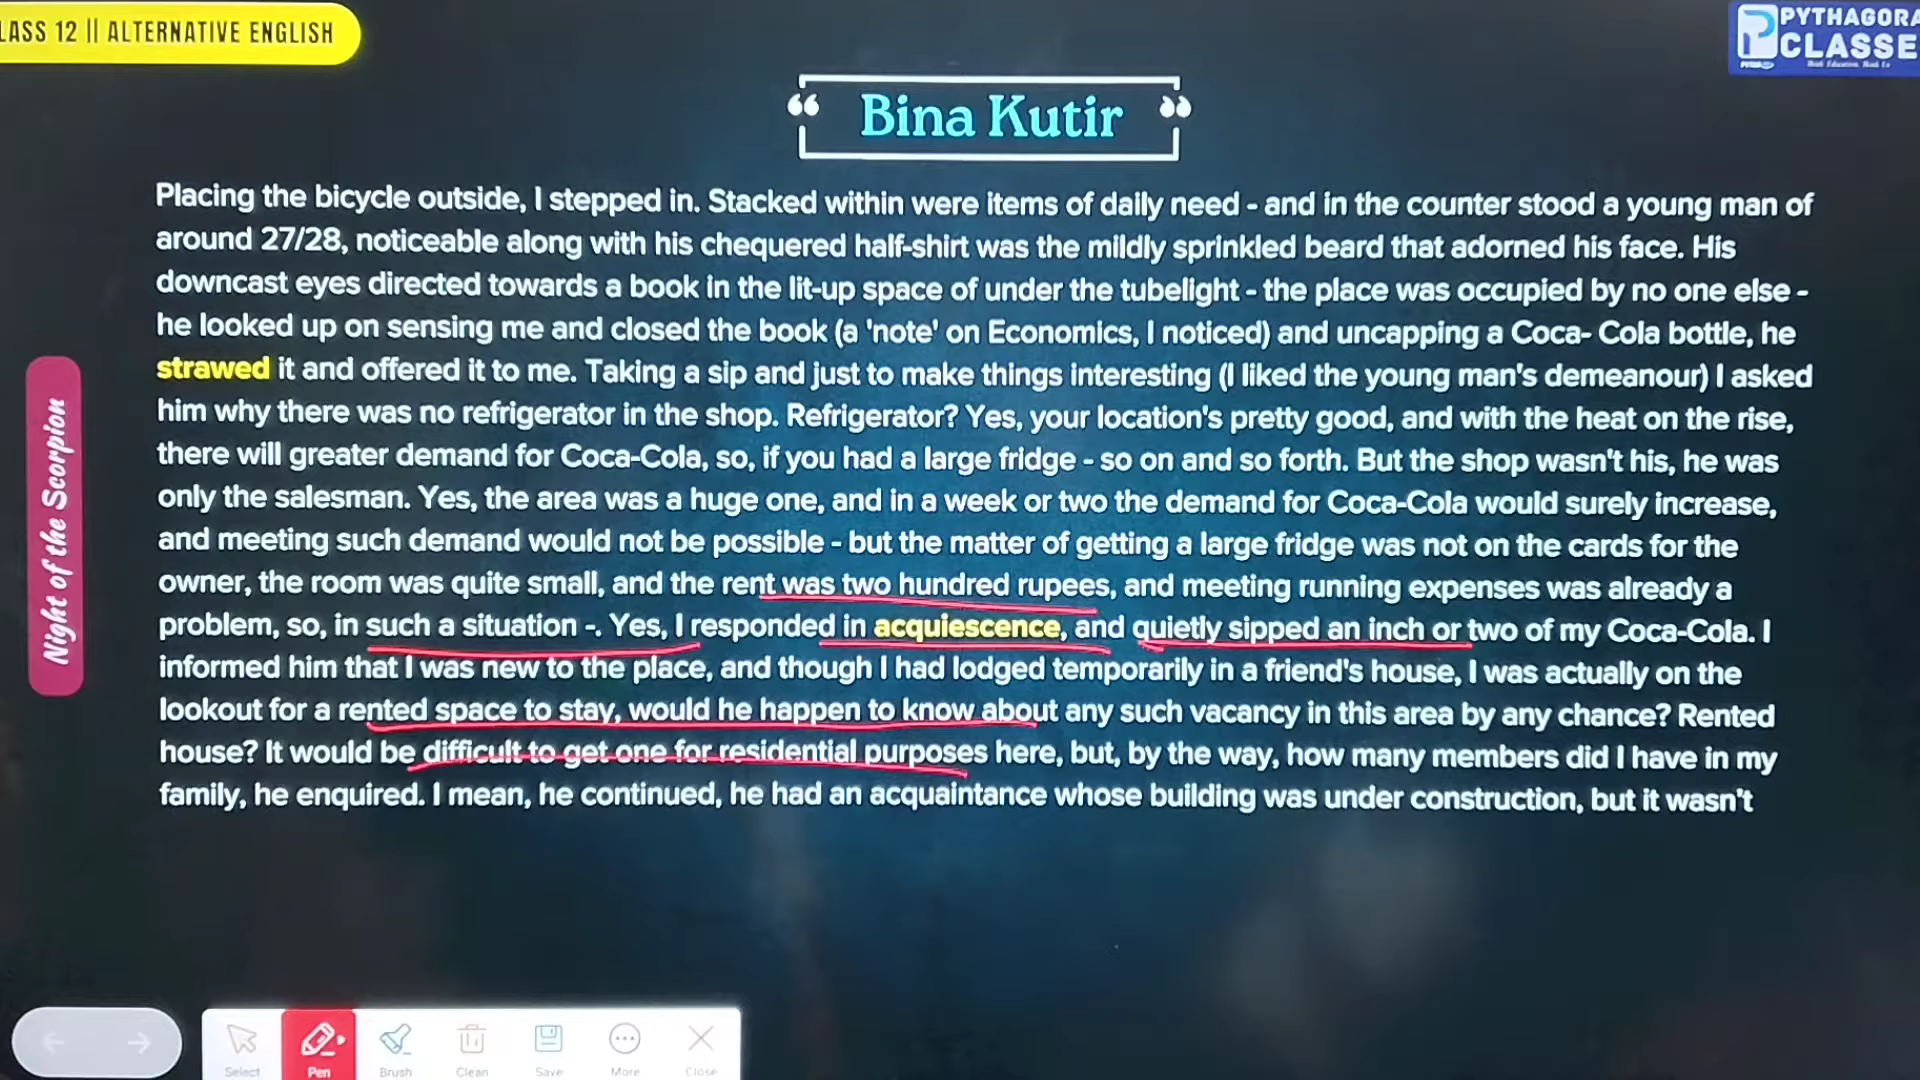 LASS 12 || ALTERNATIVE ENGLISH
PYTHAGORA
CLASSE
“ Bina Kutir ”
Placing the bicycle outside, I stepped in. Stacked within were items of daily need - and in the counter stood a young man of
around 27/28, noticeable along with his chequered half-shirt was the mildly sprinkled beard that adorned his face. His
downcast eyes directed towards a book in the lit-up space of under the tubelight - the place was occupied by no one else -
he looked up on sensing me and closed the book (a 'note' on Economics, I noticed) and uncapping a Coca- Cola bottle, he
strawed it and offered it to me. Taking a sip and just to make things interesting (I liked the young man's demeanour) I asked
him why there was no refrigerator in the shop. Refrigerator? Yes, your location's pretty good, and with the heat on the rise,
there will greater demand for Coca-Cola, so, if you had a large fridge - so on and so forth. But the shop wasn't his, he was
only the salesman. Yes, the area was a huge one, and in a week or two the demand for Coca-Cola would surely increase,
and meeting such demand would not be possible - but the matter of getting a large fridge was not on the cards for the
owner, the room was quite small, and the rent was two hundred rupees, and meeting running expenses was already a
problem, so, in such a situation -. Yes, I responded in acquiescence, and quietly sipped an inch or two of my Coca-Cola. I
informed him that I was new to the place, and though I had lodged temporarily in a friend's house, I was actually on the
lookout for a rented space to stay, would he happen to know about any such vacancy in this area by any chance? Rented
house? It would be difficult to get one for residential purposes here, but, by the way, how many members did I have in my
family, he enquired. I mean, he continued, he had an acquaintance whose building was under construction, but it wasn't
Night of the Scorpion
Select Pen Brush Clean Save More Close